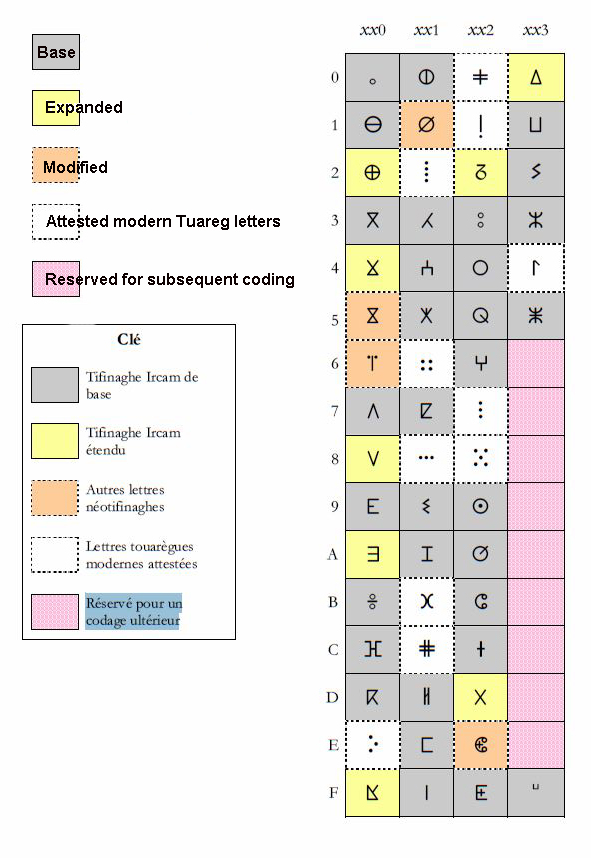 Base
Expanded
Modified
Attested modern Tuareg letters
Reserved for subsequent coding
Clé
Tifinaghe Ircam de
base
Tifinaghe Ircam
étendu
Autres lettres
néotifinaghes
Lettres touarègues
modernes attestées
Réservé pour un
codage ultérieur
xx0 xx1 xx2 xx3
0 ⴰ ⵀ ⵐ ⵠ
1 ⴱ ⵁ ⵑ ⵡ
2 ⴲ ⵂ ⵒ ⵢ
3 ⴳ ⵃ ⵓ ⵣ
4 ⴴ ⵄ ⵔ ⵤ
5 ⴵ ⵅ ⵕ ⵥ
6 ⴶ ⵆ ⵖ
7 ⴷ ⵇ ⵗ
8 ⴸ ⵈ ⵘ
9 ⴹ ⵉ ⵙ
A ⴺ ⵊ ⵚ
B ⴻ ⵋ ⵛ
C ⴼ ⵌ ⵜ
D ⴽ ⵍ ⵝ
E ⴾ ⵎ ⵞ
F ⴿ ⵏ ⵟ ⵯ